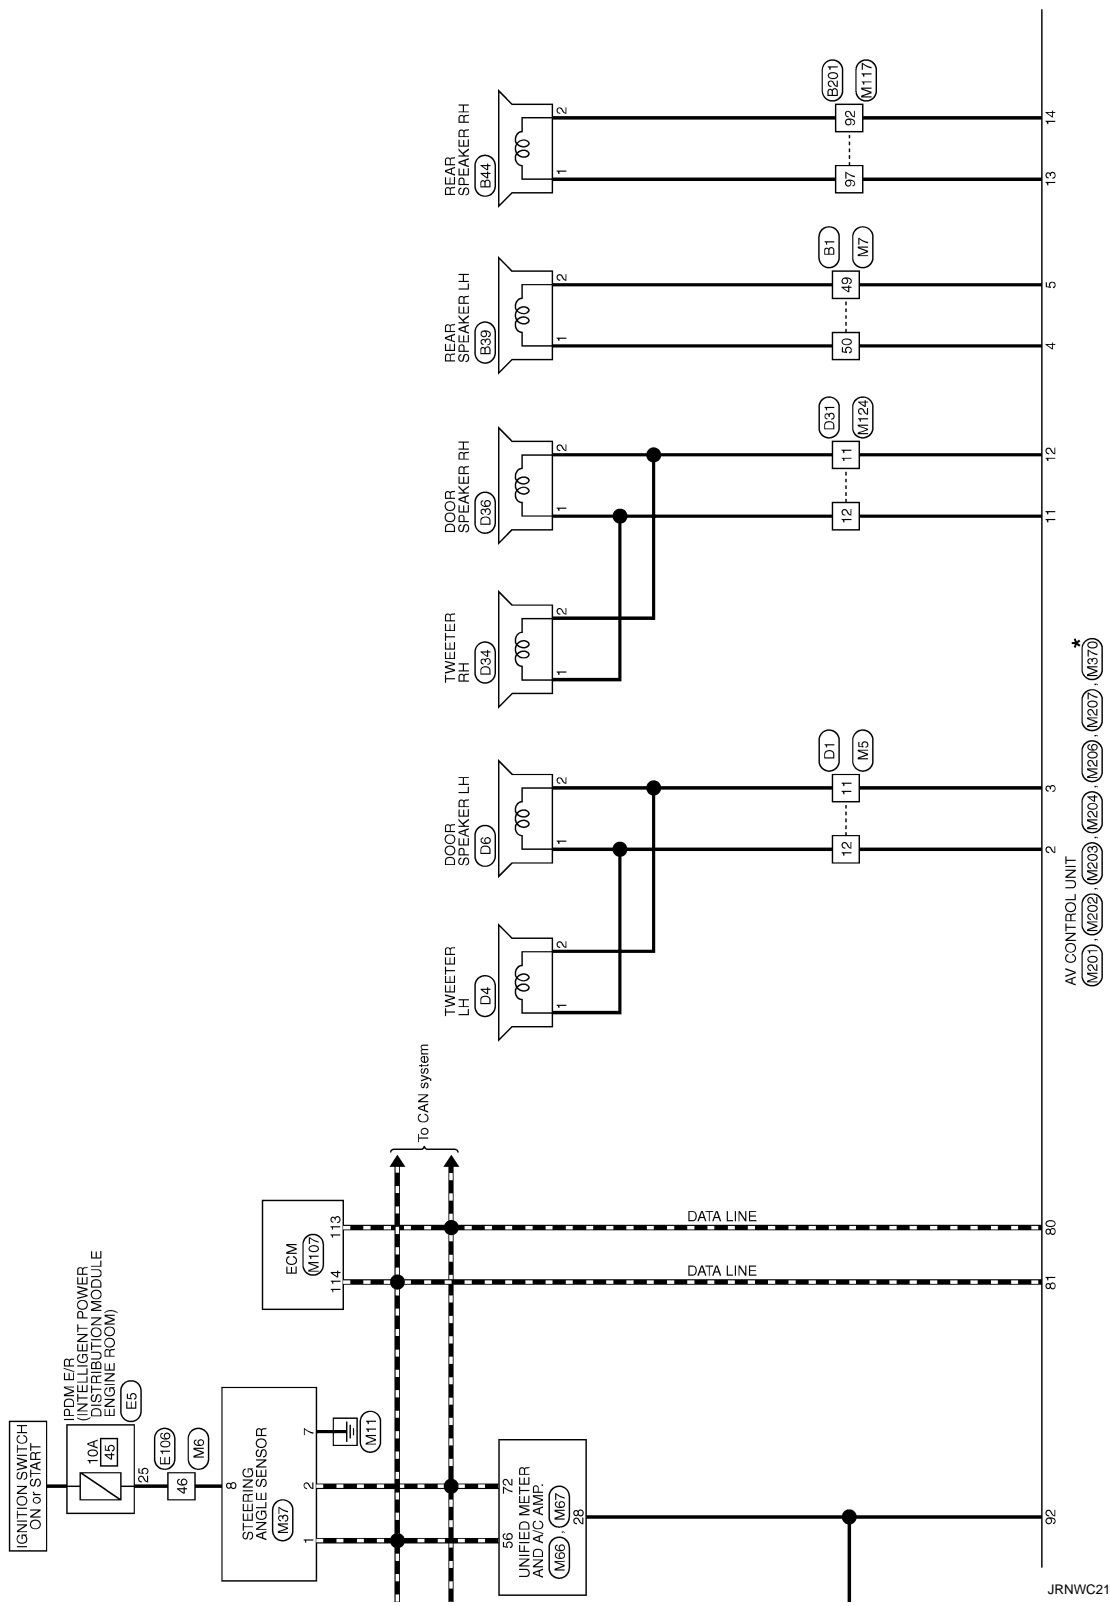 IGNITION SWITCH
ON or START
IPDM E/R
(INTELLIGENT POWER
DISTRIBUTION MODULE
ENGINE ROOM)
E5
10A
45
25
E106
46
M6
8
STEERING
ANGLE SENSOR
M37
1
2
7
M11
56
72
UNIFIED METER
AND A/C AMP.
M66 , M67
28
ECM
M107
114
113
To CAN system
DATA LINE
DATA LINE
TWEETER
LH
D4
1
2
DOOR
SPEAKER LH
D6
1
2
TWEETER
RH
D34
1
2
DOOR
SPEAKER RH
D36
1
2
REAR
SPEAKER LH
B39
1
2
REAR
SPEAKER RH
B44
1
2
12
11
D1
M5
12
11
D31
M124
50
49
B1
M7
97
92
B201
M117
92
81
80
2
3
11
12
4
5
13
14
AV CONTROL UNIT
M201 , M202 , M203 , M204 , M206 , M207 , M370 *
JRNWC21